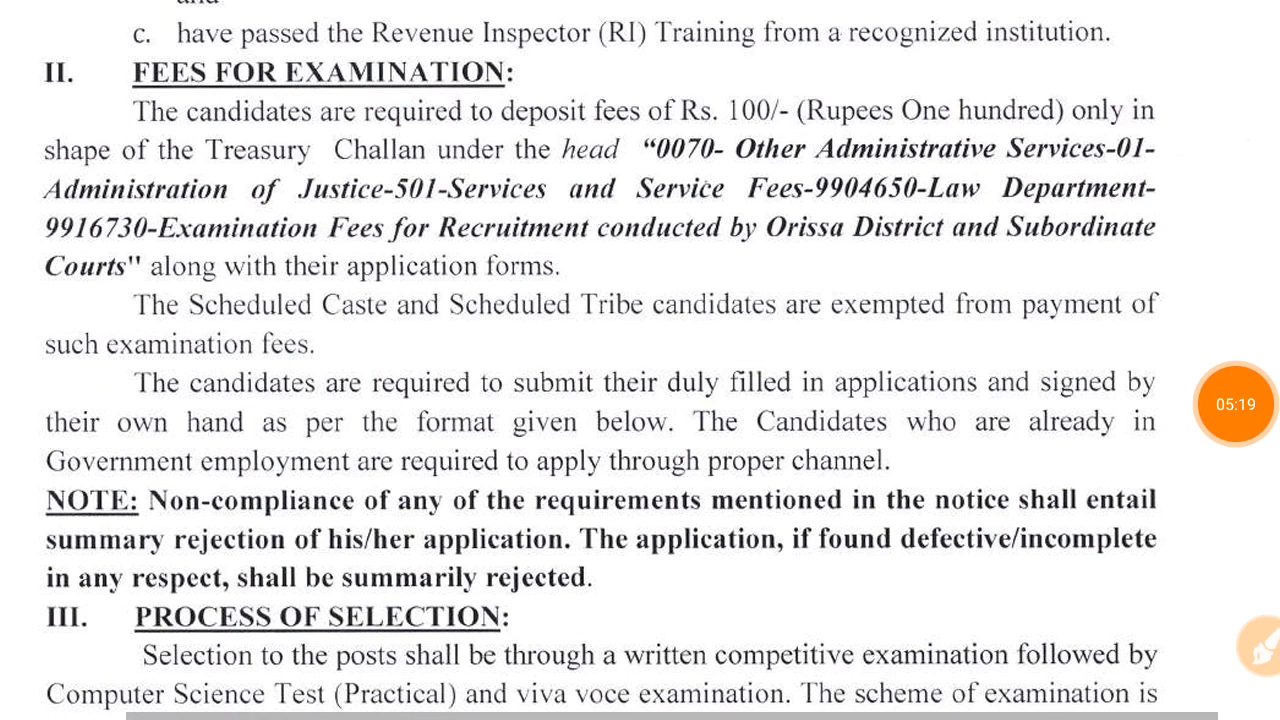 and
c. have passed the Revenue Inspector (RI) Training from a recognized institution.
II. FEES FOR EXAMINATION:
The candidates are required to deposit fees of Rs. 100/- (Rupees One hundred) only in
shape of the Treasury Challan under the head "0070- Other Administrative Services-01-
Administration of Justice-501-Services and Service Fees-9904650-Law Department-
9916730-Examination Fees for Recruitment conducted by Orissa District and Subordinate
Courts" along with their application forms.
The Scheduled Caste and Scheduled Tribe candidates are exempted from payment of
such examination fees.
The candidates are required to submit their duly filled in applications and signed by
their own hand as per the format given below. The Candidates who are already in
Government employment are required to apply through proper channel.
NOTE: Non-compliance of any of the requirements mentioned in the notice shall entail
summary rejection of his/her application. The application, if found defective/incomplete
in any respect, shall be summarily rejected.
III. PROCESS OF SELECTION:
Selection to the posts shall be through a written competitive examination followed by
Computer Science Test (Practical) and viva voce examination. The scheme of examination is
05:19